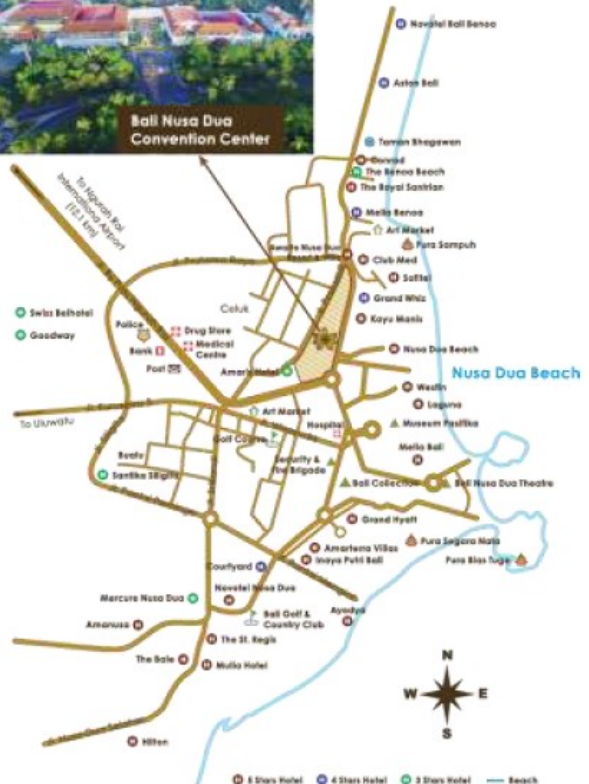 Bali Nusa Dua
Convention Center
Novotel Bali Benoa
Aston Bali
Taman Bhagawan
Conrad
The Benoa Beach
The Royal Santrian
Melia Benoa
Art Market
Pura Sampuh
Club Med
Sofitel
Grand Whiz
Kayu Manis
Nusa Dua Beach
To Ngurah Rai
International Airport
(12,1 km)
Celuk
Swiss Belhotel
Goodway
Police
Drug Store
Bank
Medical
Centre
Post
Nusa Dua Beach
Westin
Laguna
Museum Pasifika
To Uluwatu
Art Market
Golf Course
Hospital
Melia Bali
Bualu
Security &
Fire Brigade
Santika Siligita
Bali Collection
Bali Nusa Dua Theatre
Grand Hyatt
Amarterra Villas
Inaya Putri Bali
Pura Segara Nata
Pura Bias Tugel
Courtyard
Novotel Nusa Dua
Mercure Nusa Dua
Ayodya
Bali Golf &
Country Club
Amanusa
The St. Regis
The Bale
Mulia Hotel
Hilton
N
W
E
S
5 Stars Hotel
4 Stars Hotel
3 Stars Hotel
Beach